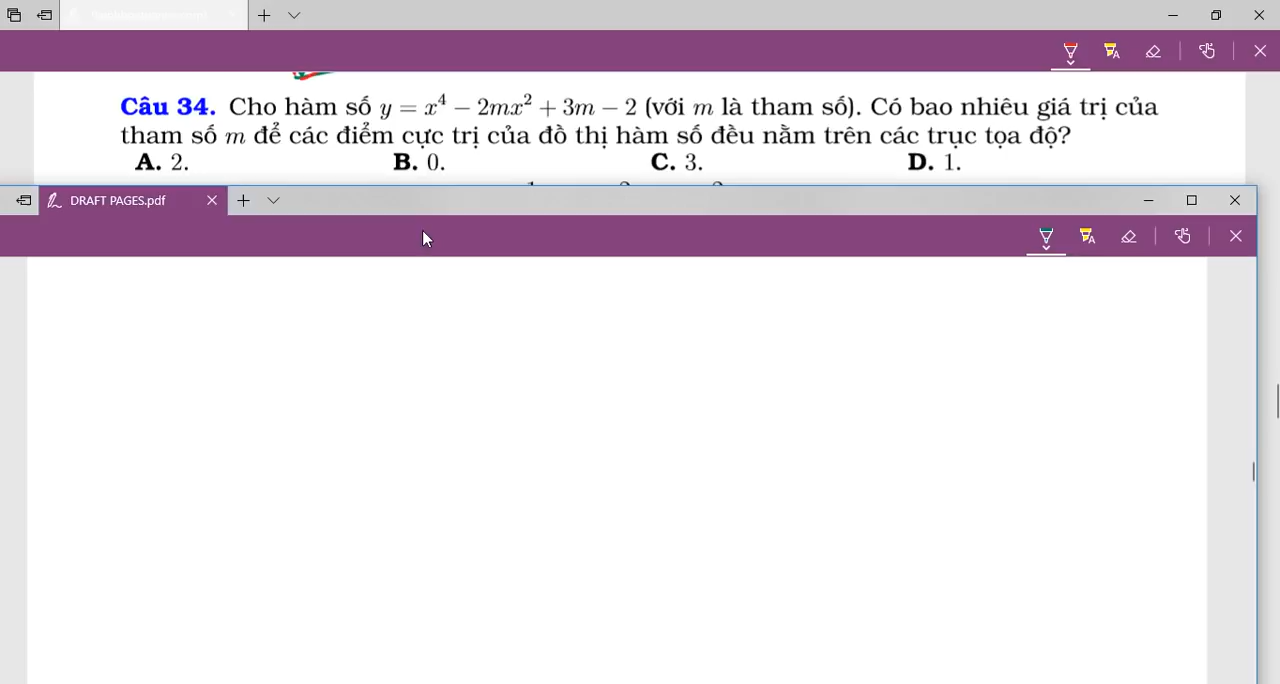 Câu 34. Cho hàm số y = x⁴ − 2mx² + 3m − 2 (với m là tham số). Có bao nhiêu giá trị của
tham số m để các điểm cực trị của đồ thị hàm số đều nằm trên các trục tọa độ?
A. 2. B. 0. C. 3. D. 1.
DRAFT PAGES.pdf